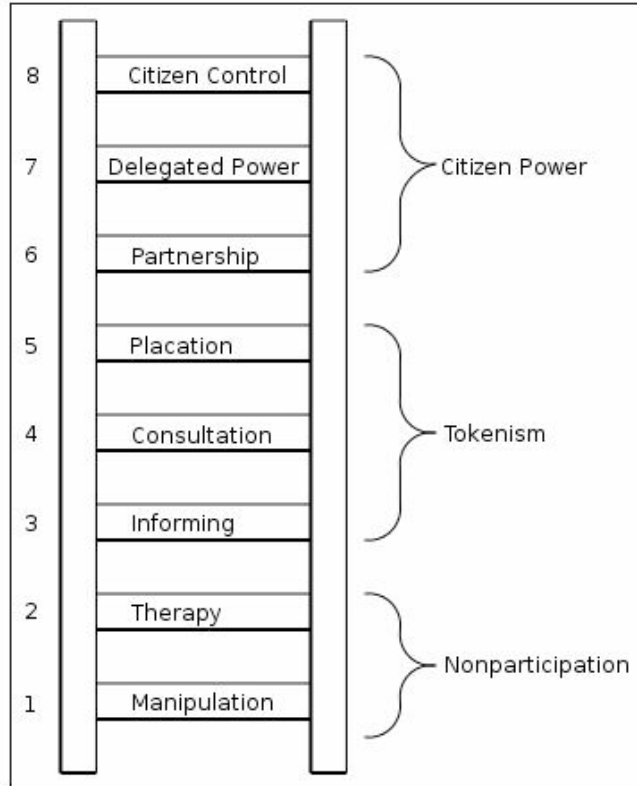 8 Citizen Control
7 Delegated Power
Citizen Power
6 Partnership
5 Placation
4 Consultation
Tokenism
3 Informing
2 Therapy
Nonparticipation
1 Manipulation